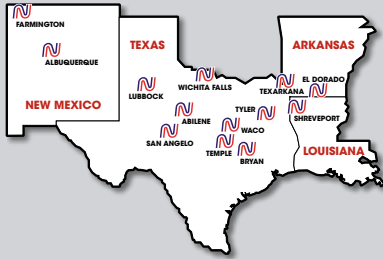 FARMINGTON
ALBUQUERQUE
NEW MEXICO
TEXAS
WICHITA FALLS
LUBBOCK
ABILENE
SAN ANGELO
TYLER
WACO
TEMPLE
BRYAN
ARKANSAS
TEXARKANA
EL DORADO
SHREVEPORT
LOUISIANA